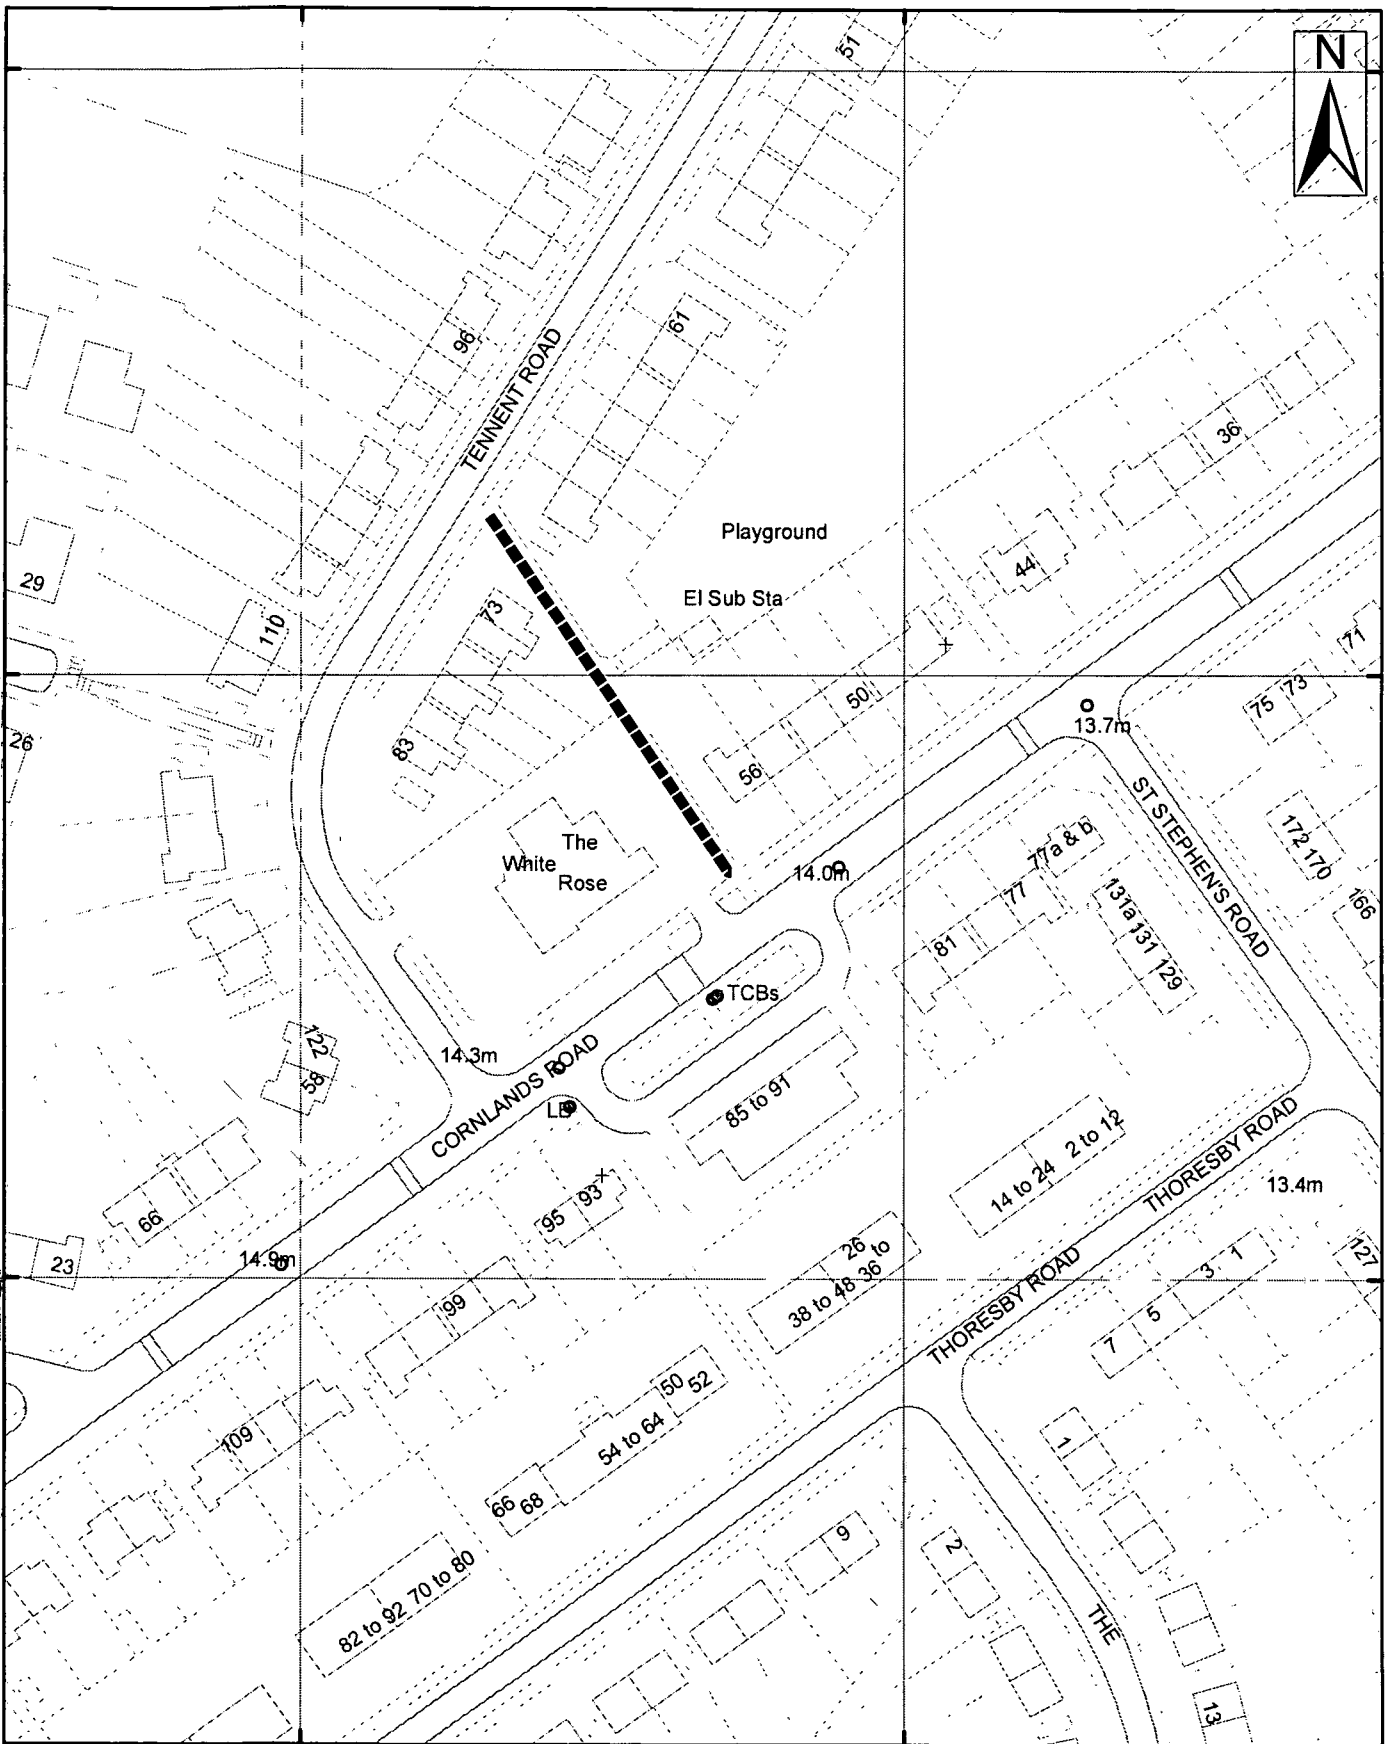 N
51
61
96
TENNENT ROAD
36
Playground
44
El Sub Sta
29
110
73
71
75 73
50
13.7m
26
83
56
ST STEPHEN'S ROAD
The
White
Rose
14.0m
77a & b
172 170
77
131a
131 129
166
81
TCBs
122
58
14.3m
CORNLANDS ROAD
LB
85 to 91
2 to 12
14 to 24
THORESBY ROAD
13.4m
93
95
66
23
14.9m
26 to
36
38 to 48
127
1
3
5
7
99
THORESBY ROAD
50
52
54 to 64
109
1
66
68
9
2
70 to 80
82 to 92
THE
13